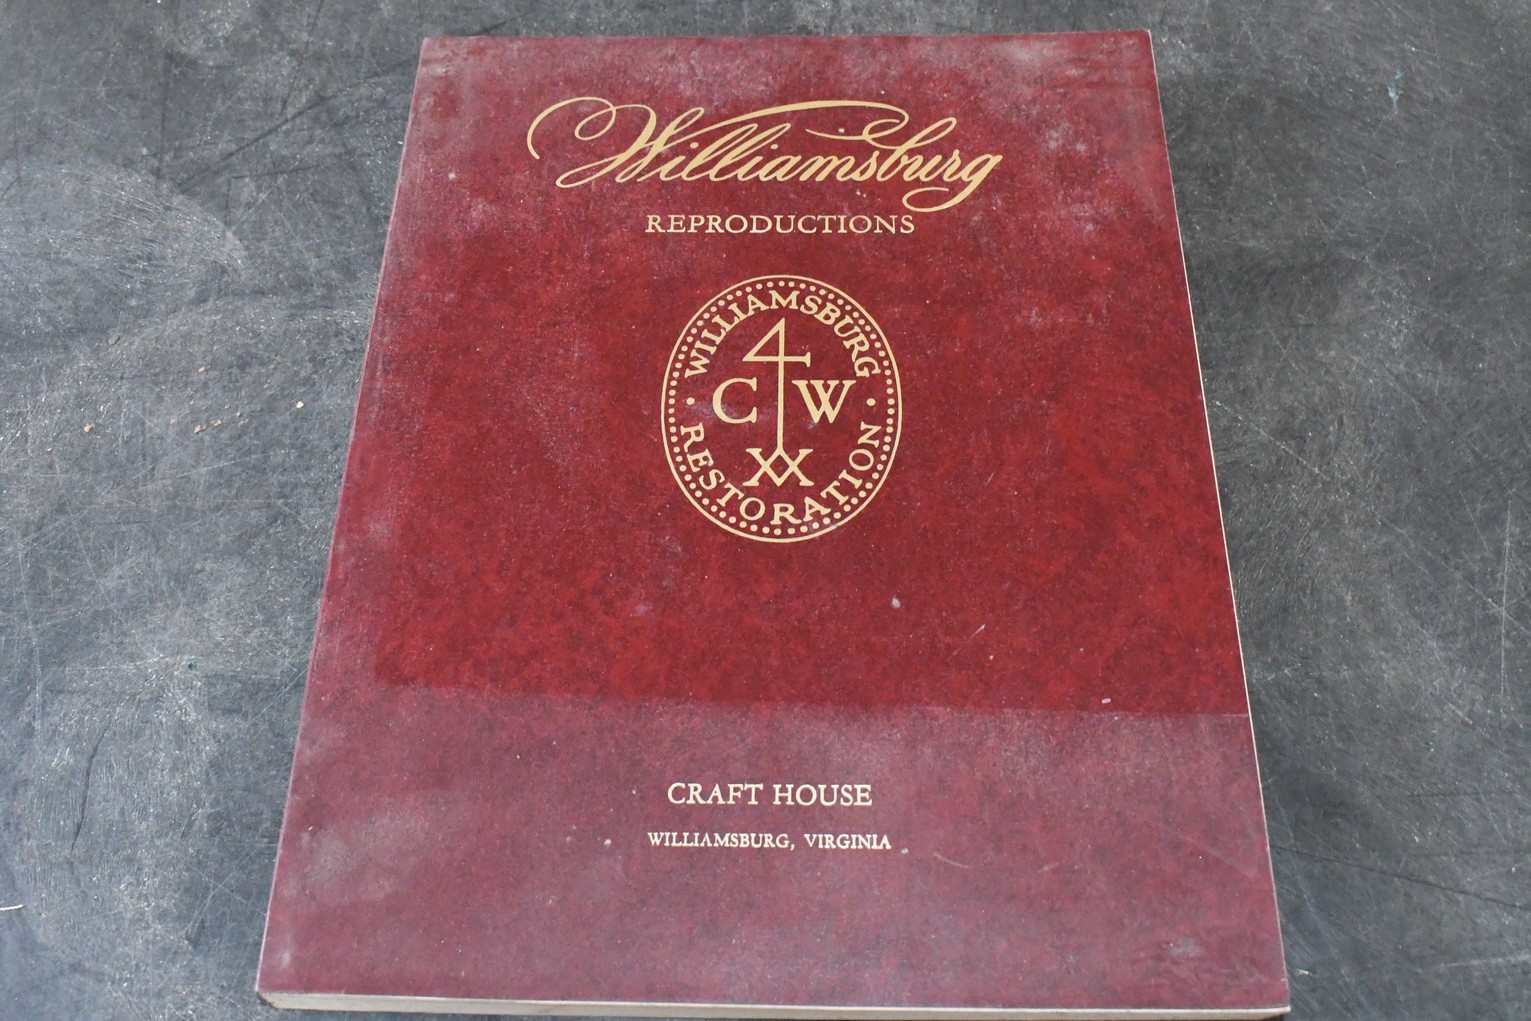 Williamsburg
REPRODUCTIONS
WILLIAMSBURG
C W
RESTORATION
CRAFT HOUSE
WILLIAMSBURG, VIRGINIA